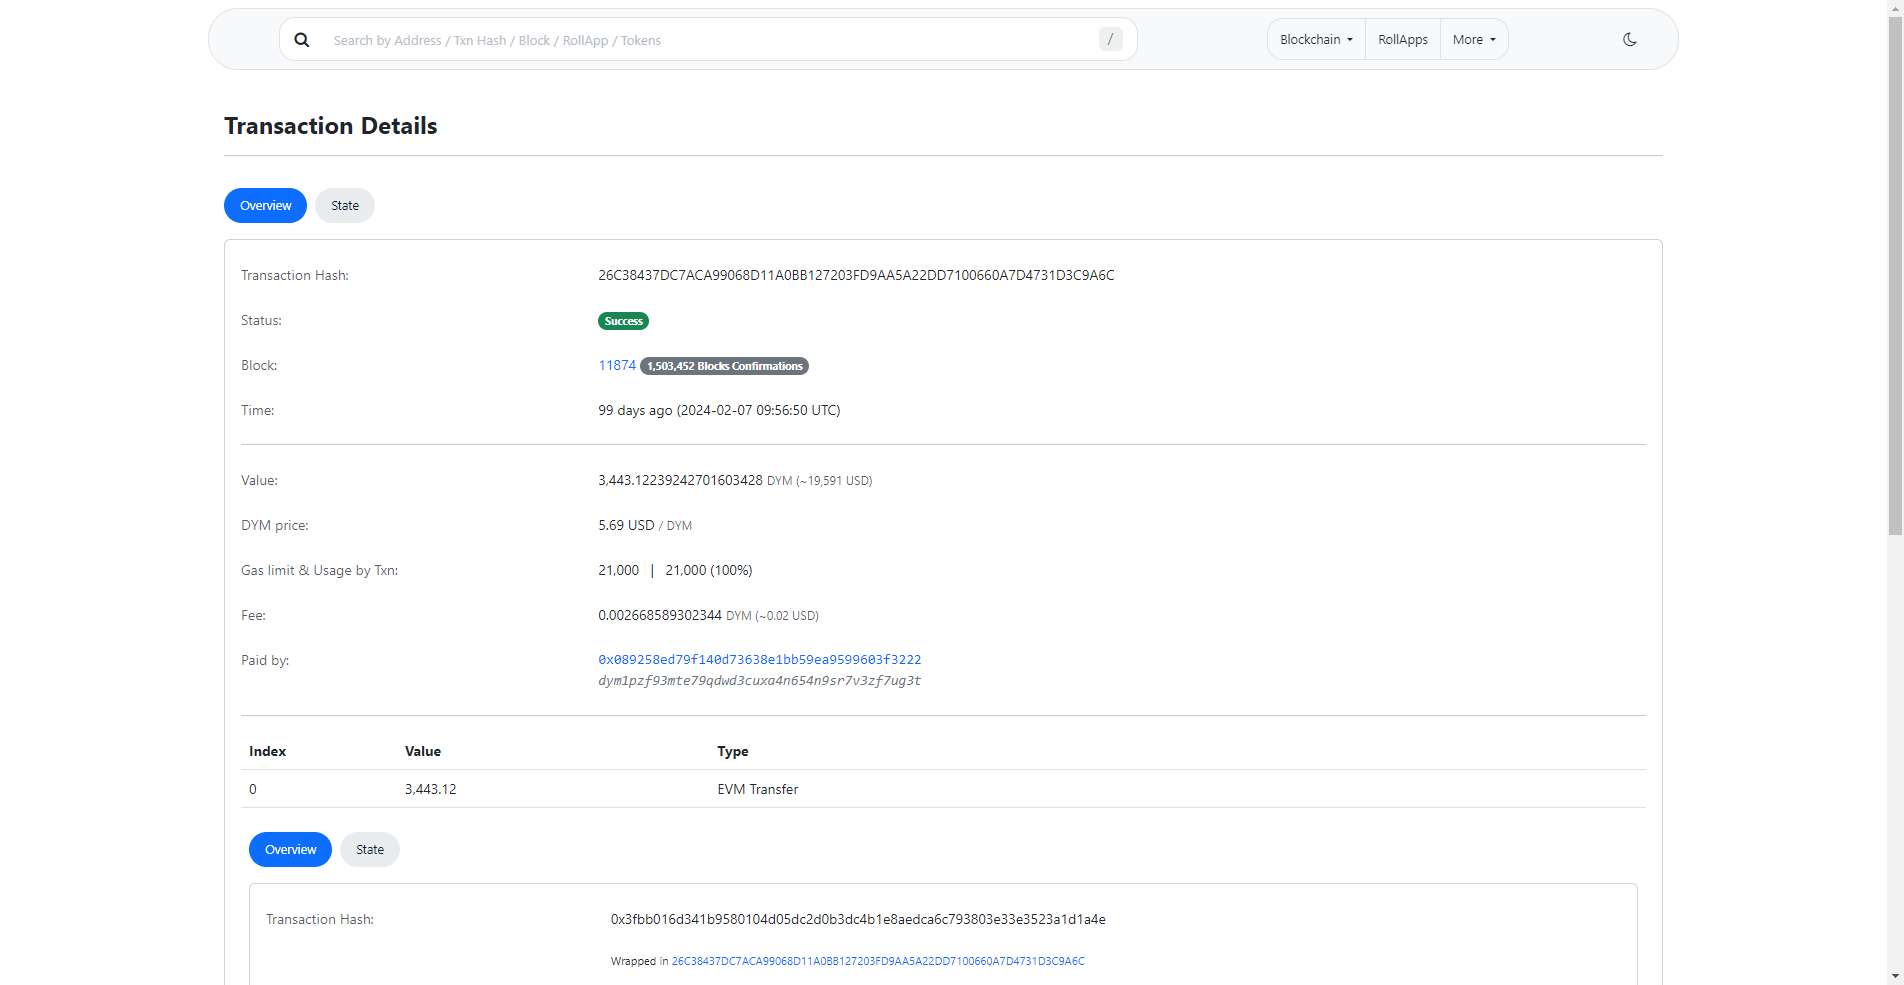 Search by Address / Txn Hash / Block / RollApp / Tokens
/
Blockchain
RollApps
More
Transaction Details
Overview
State
Transaction Hash:
26C38437DC7ACA99068D11A0BB127203FD9AA5A22DD7100660A7D4731D3C9A6C
Status:
Success
Block:
11874 1,503,452 Blocks Confirmations
Time:
99 days ago (2024-02-07 09:56:50 UTC)
Value:
3,443.12239242701603428 DYM (~19,591 USD)
DYM price:
5.69 USD / DYM
Gas limit & Usage by Txn:
21,000 | 21,000 (100%)
Fee:
0.002668589302344 DYM (~0.02 USD)
Paid by:
0x089258ed79f140d73638e1bb59ea9599603f3222
dym1pzf93mte79qdwd3cuxa4n654n9sr7v3zf7ug3t
Index Value Type
0 3,443.12 EVM Transfer
Overview
State
Transaction Hash:
0x3fbb016d341b9580104d05dc2d0b3dc4b1e8aedca6c793803e33e3523a1d1a4e
Wrapped in 26C38437DC7ACA99068D11A0BB127203FD9AA5A22DD7100660A7D4731D3C9A6C